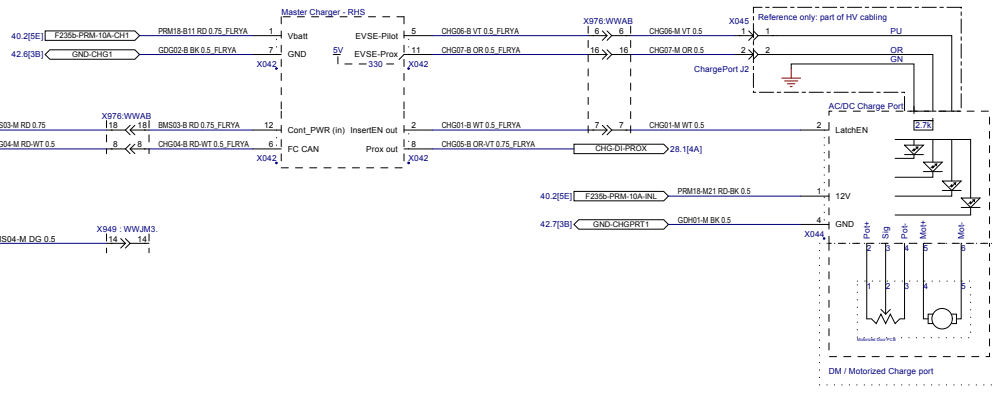 Master Charger - RHS
40.2[5E] F235b-PRM-10A-CH1 PRM18-B11 RD 0.75_FLRYA 1 Vbatt
42.6[3B] GND-CHG1 GDG02-B BK 0.5_FLRYA 7 GND
X042
5V
330
EVSE-Pilot 5 CHG06-B VT 0.5_FLRYA 6 6 CHG06-M VT 0.5 1 1 PU
EVSE-Prox 11 CHG07-B OR 0.5_FLRYA 16 16 CHG07-M OR 0.5 2 2 OR
GN
X042
X976:WWAB
X045
Reference only: part of HV cabling
ChargePort J2
X976:WWAB
RD 0.75 18 18 BMS03-B RD 0.75_FLRYA 12 Cont_PWR (in)
RD-WT 0.5 8 8 CHG04-B RD-WT 0.5_FLRYA 6 FC CAN
X042
InsertEN out 2 CHG01-B WT 0.5_FLRYA 7 7 CHG01-M WT 0.5 2 LatchEN
Prox out 8 CHG05-B OR-VT 0.75_FLRYA CHG-DI-PROX 28.1[4A]
X042
AC/DC Charge Port
2.7k
40.2[5E] F235b-PRM-10A-INL PRM18-M21 RD-BK 0.5 1 12V
42.7[3B] GND-CHGPRT1 GDH01-M BK 0.5 4 GND
X044
X949 : WWJM3.
DG 0.5 14 14
Pot+ Sig Pot- Mot+ Mot-
2 3 4 5 6
1 2 3 4 5
DM / Motorized Charge port